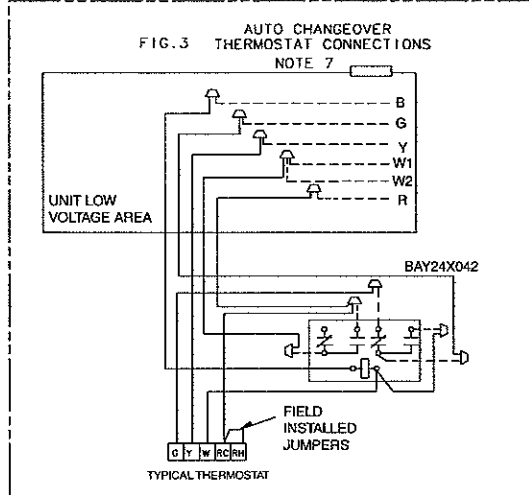 AUTO CHANGEOVER
FIG.3 THERMOSTAT CONNECTIONS
NOTE 7
B
G
Y
W1
W2
R
UNIT LOW
VOLTAGE AREA
BAY24X042
FIELD
INSTALLED
JUMPERS
G Y W RC RH
TYPICAL THERMOSTAT